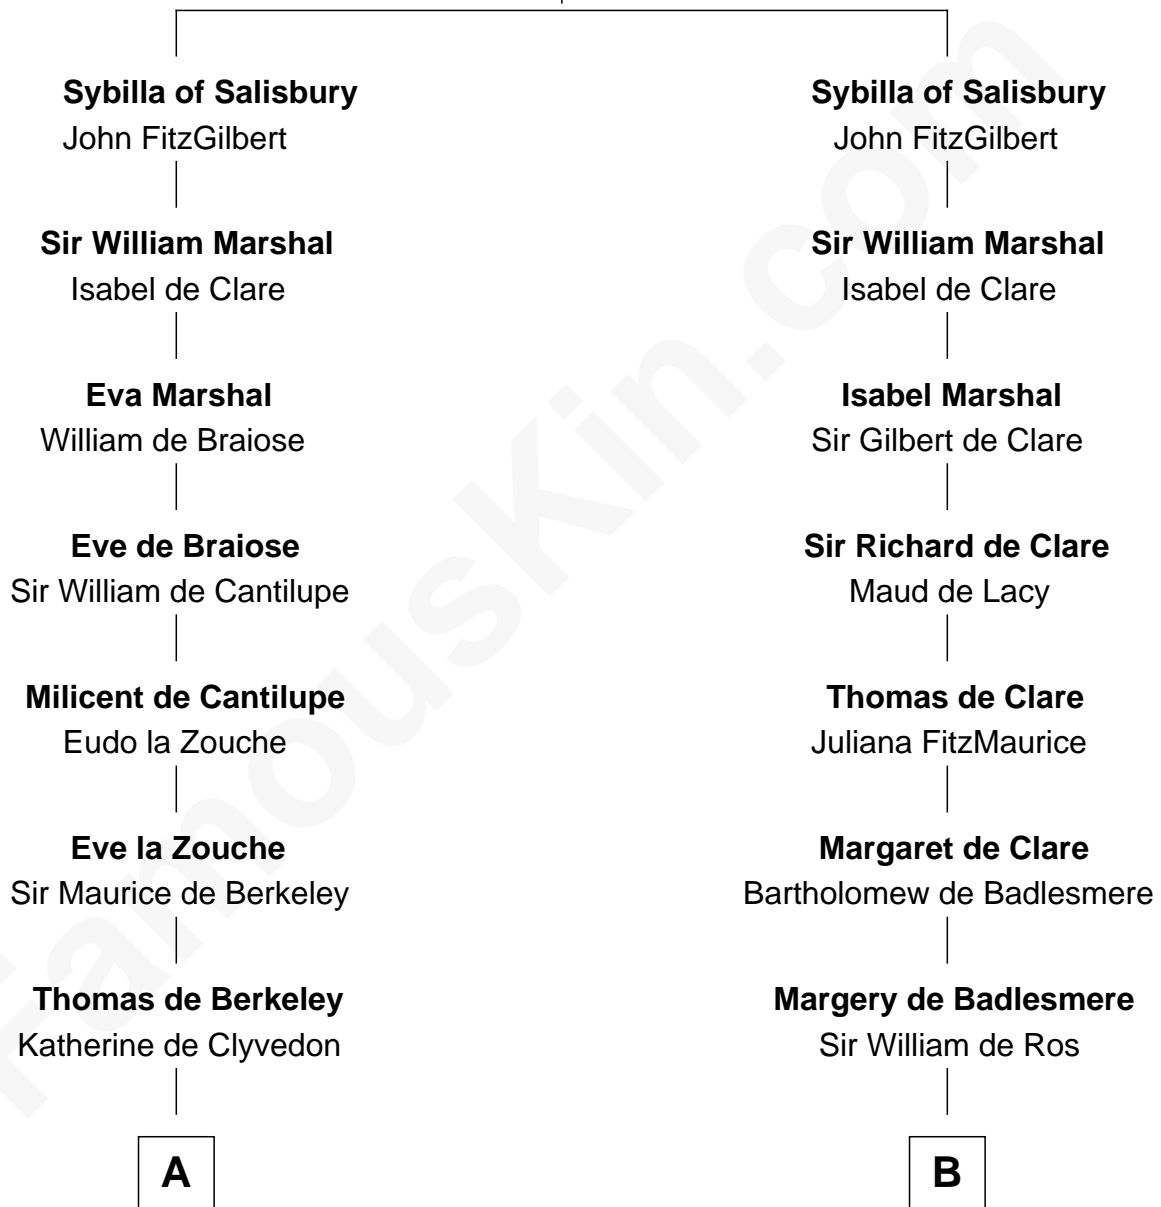 Sybilla of Salisbury
John FitzGilbert
Sir William Marshal
Isabel de Clare
Eva Marshal
William de Braiose
Eve de Braiose
Sir William de Cantilupe
Milicent de Cantilupe
Eudo la Zouche
Eve la Zouche
Sir Maurice de Berkeley
Thomas de Berkeley
Katherine de Clyvedon
A
Sybilla of Salisbury
John FitzGilbert
Sir William Marshal
Isabel de Clare
Isabel Marshal
Sir Gilbert de Clare
Sir Richard de Clare
Maud de Lacy
Thomas de Clare
Juliana FitzMaurice
Margaret de Clare
Bartholomew de Badlesmere
Margery de Badlesmere
Sir William de Ros
B
FamousKin.com